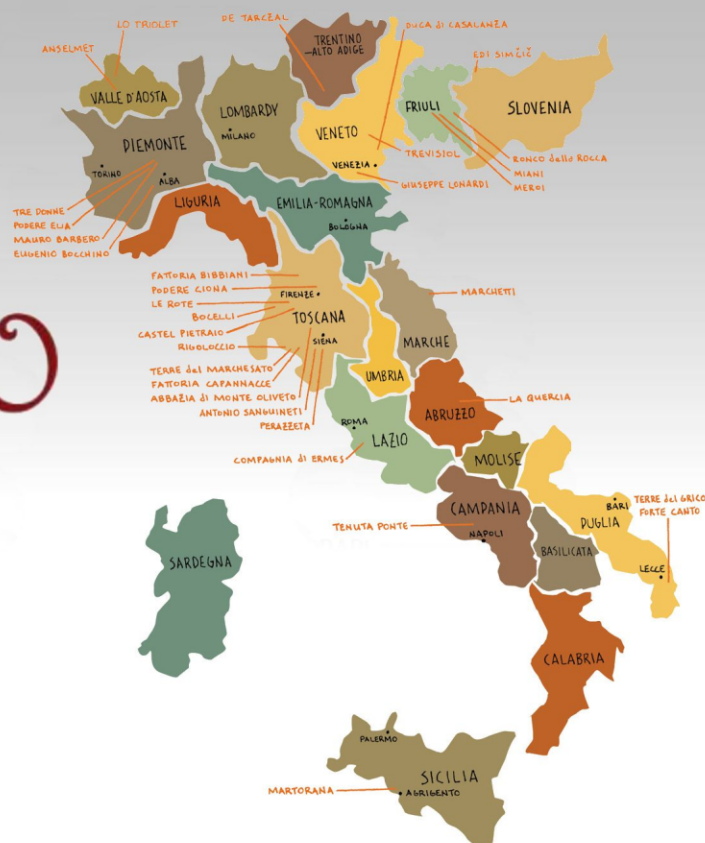 LO TRIOLET
ANSELMET
VALLE D'AOSTA
DE TARCZAL
TRENTINO
-ALTO ADIGE
DUCA di CASALANZA
EDI SIMČIČ
LOMBARDY
MILANO
PIEMONTE
TORINO
ALBA
VENETO
VENEZIA
TREVISIOL
GIUSEPPE LONARDI
FRIULI
SLOVENIA
RONCO dello ROCCA
MIANI
MEROI
TRE DONNE
PODERE ELIA
MAURO BARBERO
EUGENIO BOCCHINO
LIGURIA
EMILIA-ROMAGNA
BOLOGNA
FATTORIA BIBBIANI
PODERE CIONA
FIRENZE
LE ROTE
BOCELLI
TOSCANA
CASTEL PIETRAIO
SIENA
RIGOLOCCIO
TERRE del MARCHESATO
FATTORIA CAPANNACCE
ABBAZIA di MONTE OLIVETO
ANTONIO SANGUINETI
PERAZZETA
MARCHETTI
MARCHE
UMBRIA
ABRUZZO
LA QUERCIA
ROMA
LAZIO
COMPAGNIA di ERMES
MOLISE
CAMPANIA
NAPOLI
TENUTA PONTE
BARI
PUGLIA
TERRE del GRICO
FORTE CANTO
LECCE
BASILICATA
SARDEGNA
CALABRIA
PALERMO
SICILIA
MARTORANA
AGRIGENTO